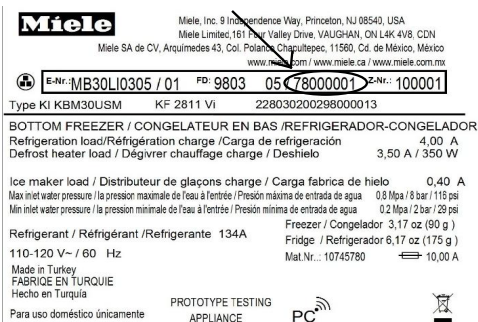 Miele
Miele, Inc. 9 Independence Way, Princeton, NJ 08540, USA
Miele Limited,161 Four Valley Drive, VAUGHAN, ON L4K 4V8, CDN
Miele SA de CV, Arquímedes 43, Col. Polanco Chapultepec, 11560, Cd. de México, México
www.miele.com / www.miele.ca / www.miele.com.mx
E-Nr.:MB30LI0305 / 01 FD: 9803 05 78000001 Z-Nr.: 100001
Type KI KBM30USM KF 2811 Vi 228030200298000013
BOTTOM FREEZER / CONGELATEUR EN BAS /REFRIGERADOR-CONGELADOR
Refrigeration load/Réfrigération charge /Carga de refrigeración 4,00 A
Defrost heater load / Dégivrer chauffage charge / Deshielo 3,50 A / 350 W
Ice maker load / Distributeur de glaçons charge / Carga fabrica de hielo 0,40 A
Max inlet water pressure / la pression maximale de l'eau à l'entrée / Presión máxima de entrada de agua 0,8 Mpa / 8 bar / 116 psi
Min inlet water pressure / la pression minimale de l'eau à l'entrée / Presión mínima de entrada de agua 0,2 Mpa / 2 bar / 29 psi
Freezer / Congelador 3,17 oz (90 g )
Refrigerant / Réfrigérant /Refrigerante 134A
Fridge / Refrigerador 6,17 oz (175 g )
110-120 V~ / 60 Hz
Mat.Nr..: 10745780 10,00 A
Made in Turkey
FABRIQE EN TURQUIE
Hecho en Turquía
Para uso doméstico únicamente
PROTOTYPE TESTING
APPLIANCE
PC